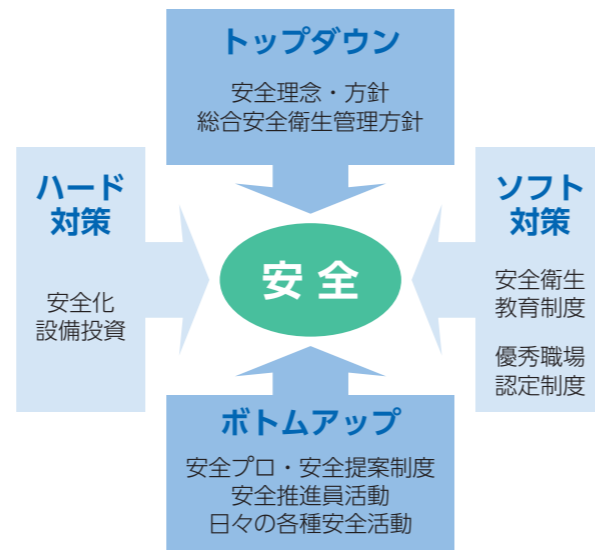 トップダウン
安全理念・方針
総合安全衛生管理方針
ハード
対策
安全化
設備投資
安全
ソフト
対策
安全衛生
教育制度
優秀職場
認定制度
ボトムアップ
安全プロ・安全提案制度
安全推進員活動
日々の各種安全活動